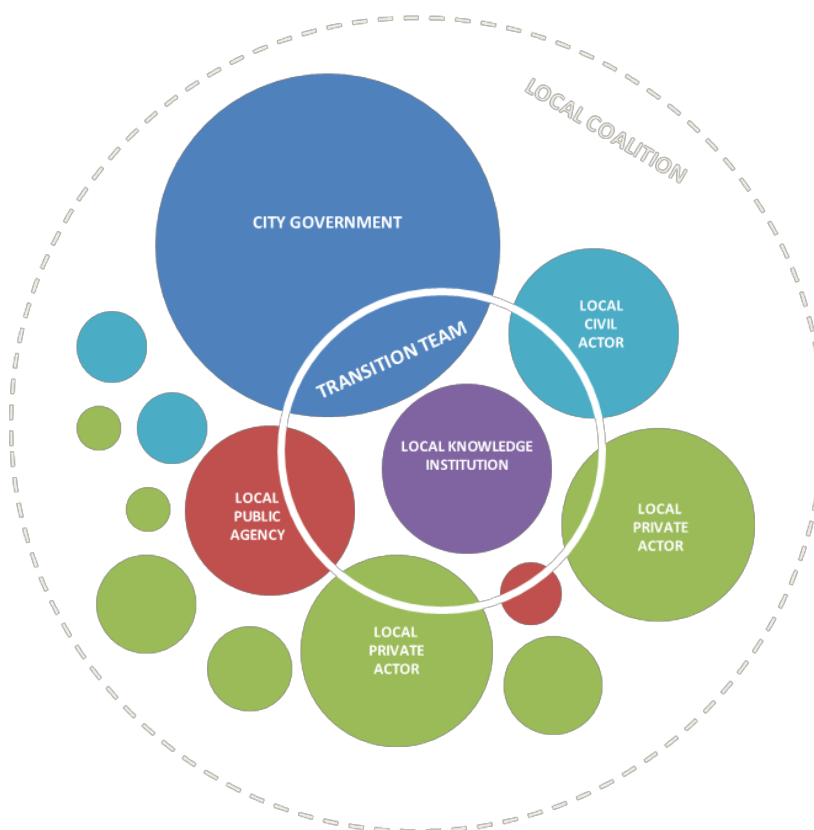 LOCAL COALITION
CITY GOVERNMENT
LOCAL
CIVIL
ACTOR
TRANSITION TEAM
LOCAL KNOWLEDGE
INSTITUTION
LOCAL
PUBLIC
AGENCY
LOCAL
PRIVATE
ACTOR
LOCAL
PRIVATE
ACTOR